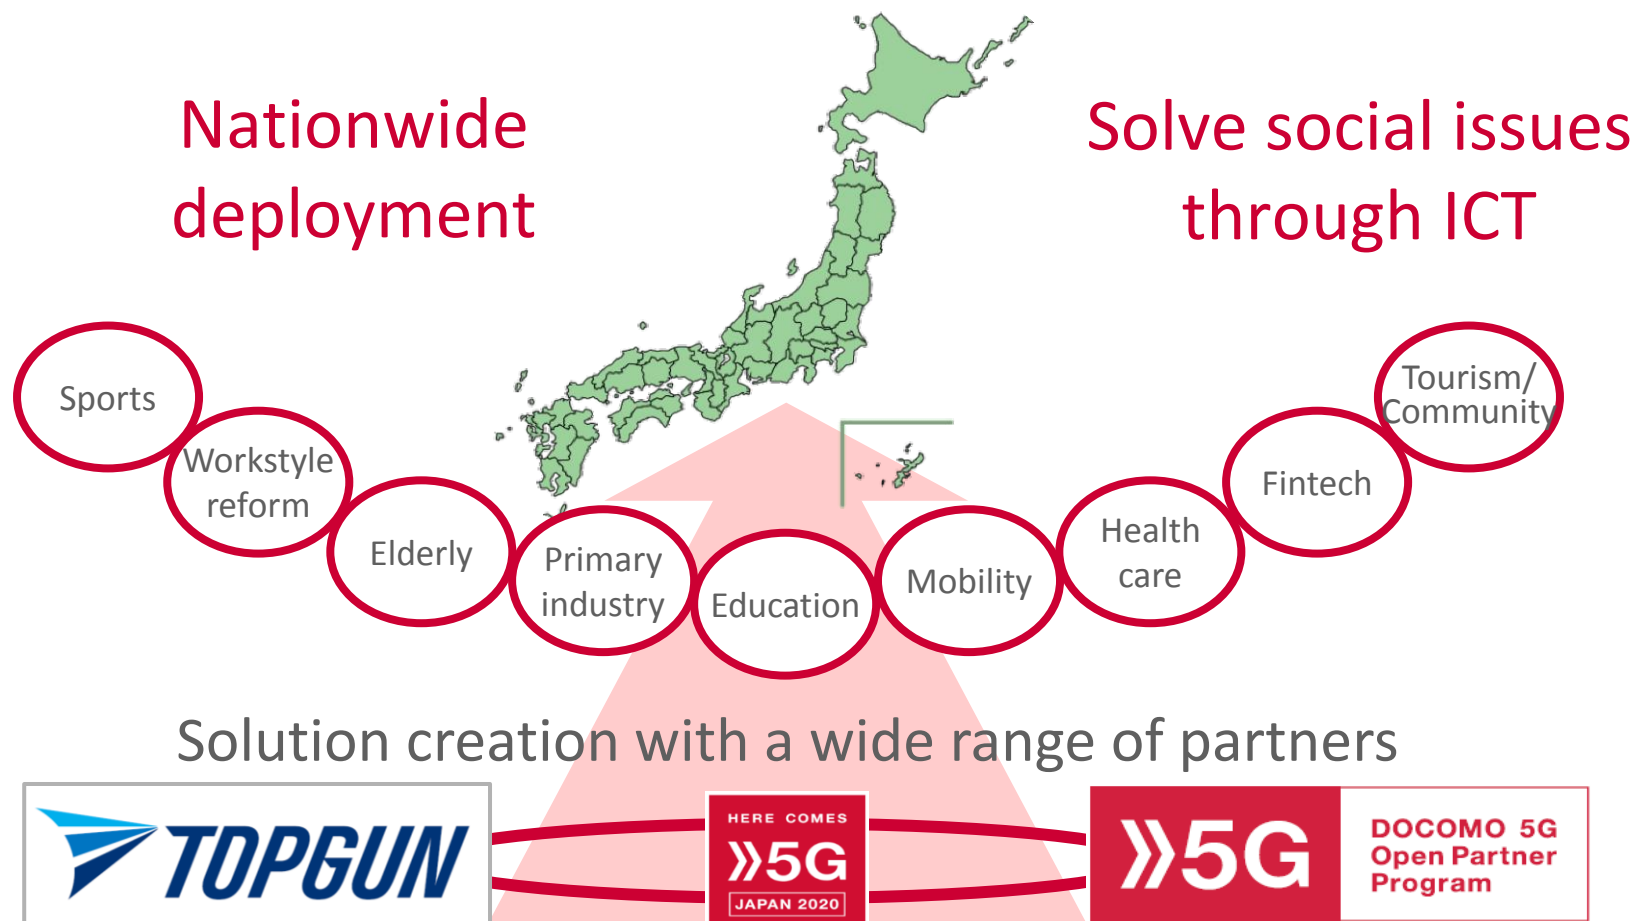 Nationwide
deployment
Solve social issues
through ICT
Sports
Workstyle
reform
Elderly
Primary
industry
Education
Mobility
Health
care
Fintech
Tourism/
Community
Solution creation with a wide range of partners
TOPGUN
HERE COMES
5G
JAPAN 2020
5G
DOCOMO 5G
Open Partner
Program